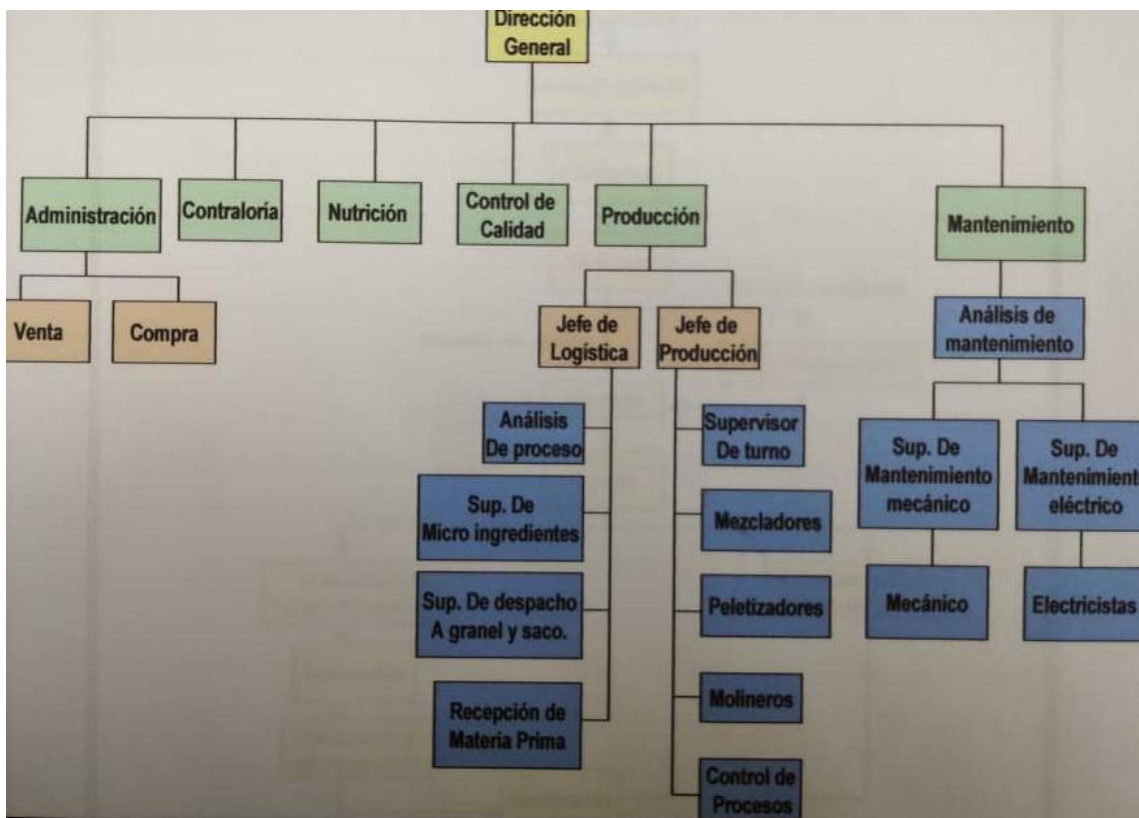 Dirección
General
Administración
Contraloría
Nutrición
Control de
Calidad
Producción
Mantenimiento
Venta
Compra
Jefe de
Logística
Jefe de
Producción
Análisis de
mantenimiento
Análisis
De proceso
Sup. De
Micro ingredientes
Sup. De despacho
A granel y saco.
Recepción de
Materia Prima
Supervisor
De turno
Mezcladores
Peletizadores
Molineros
Control de
Procesos
Sup. De
Mantenimiento
mecánico
Mecánico
Sup. De
Mantenimient
eléctrico
Electricistas